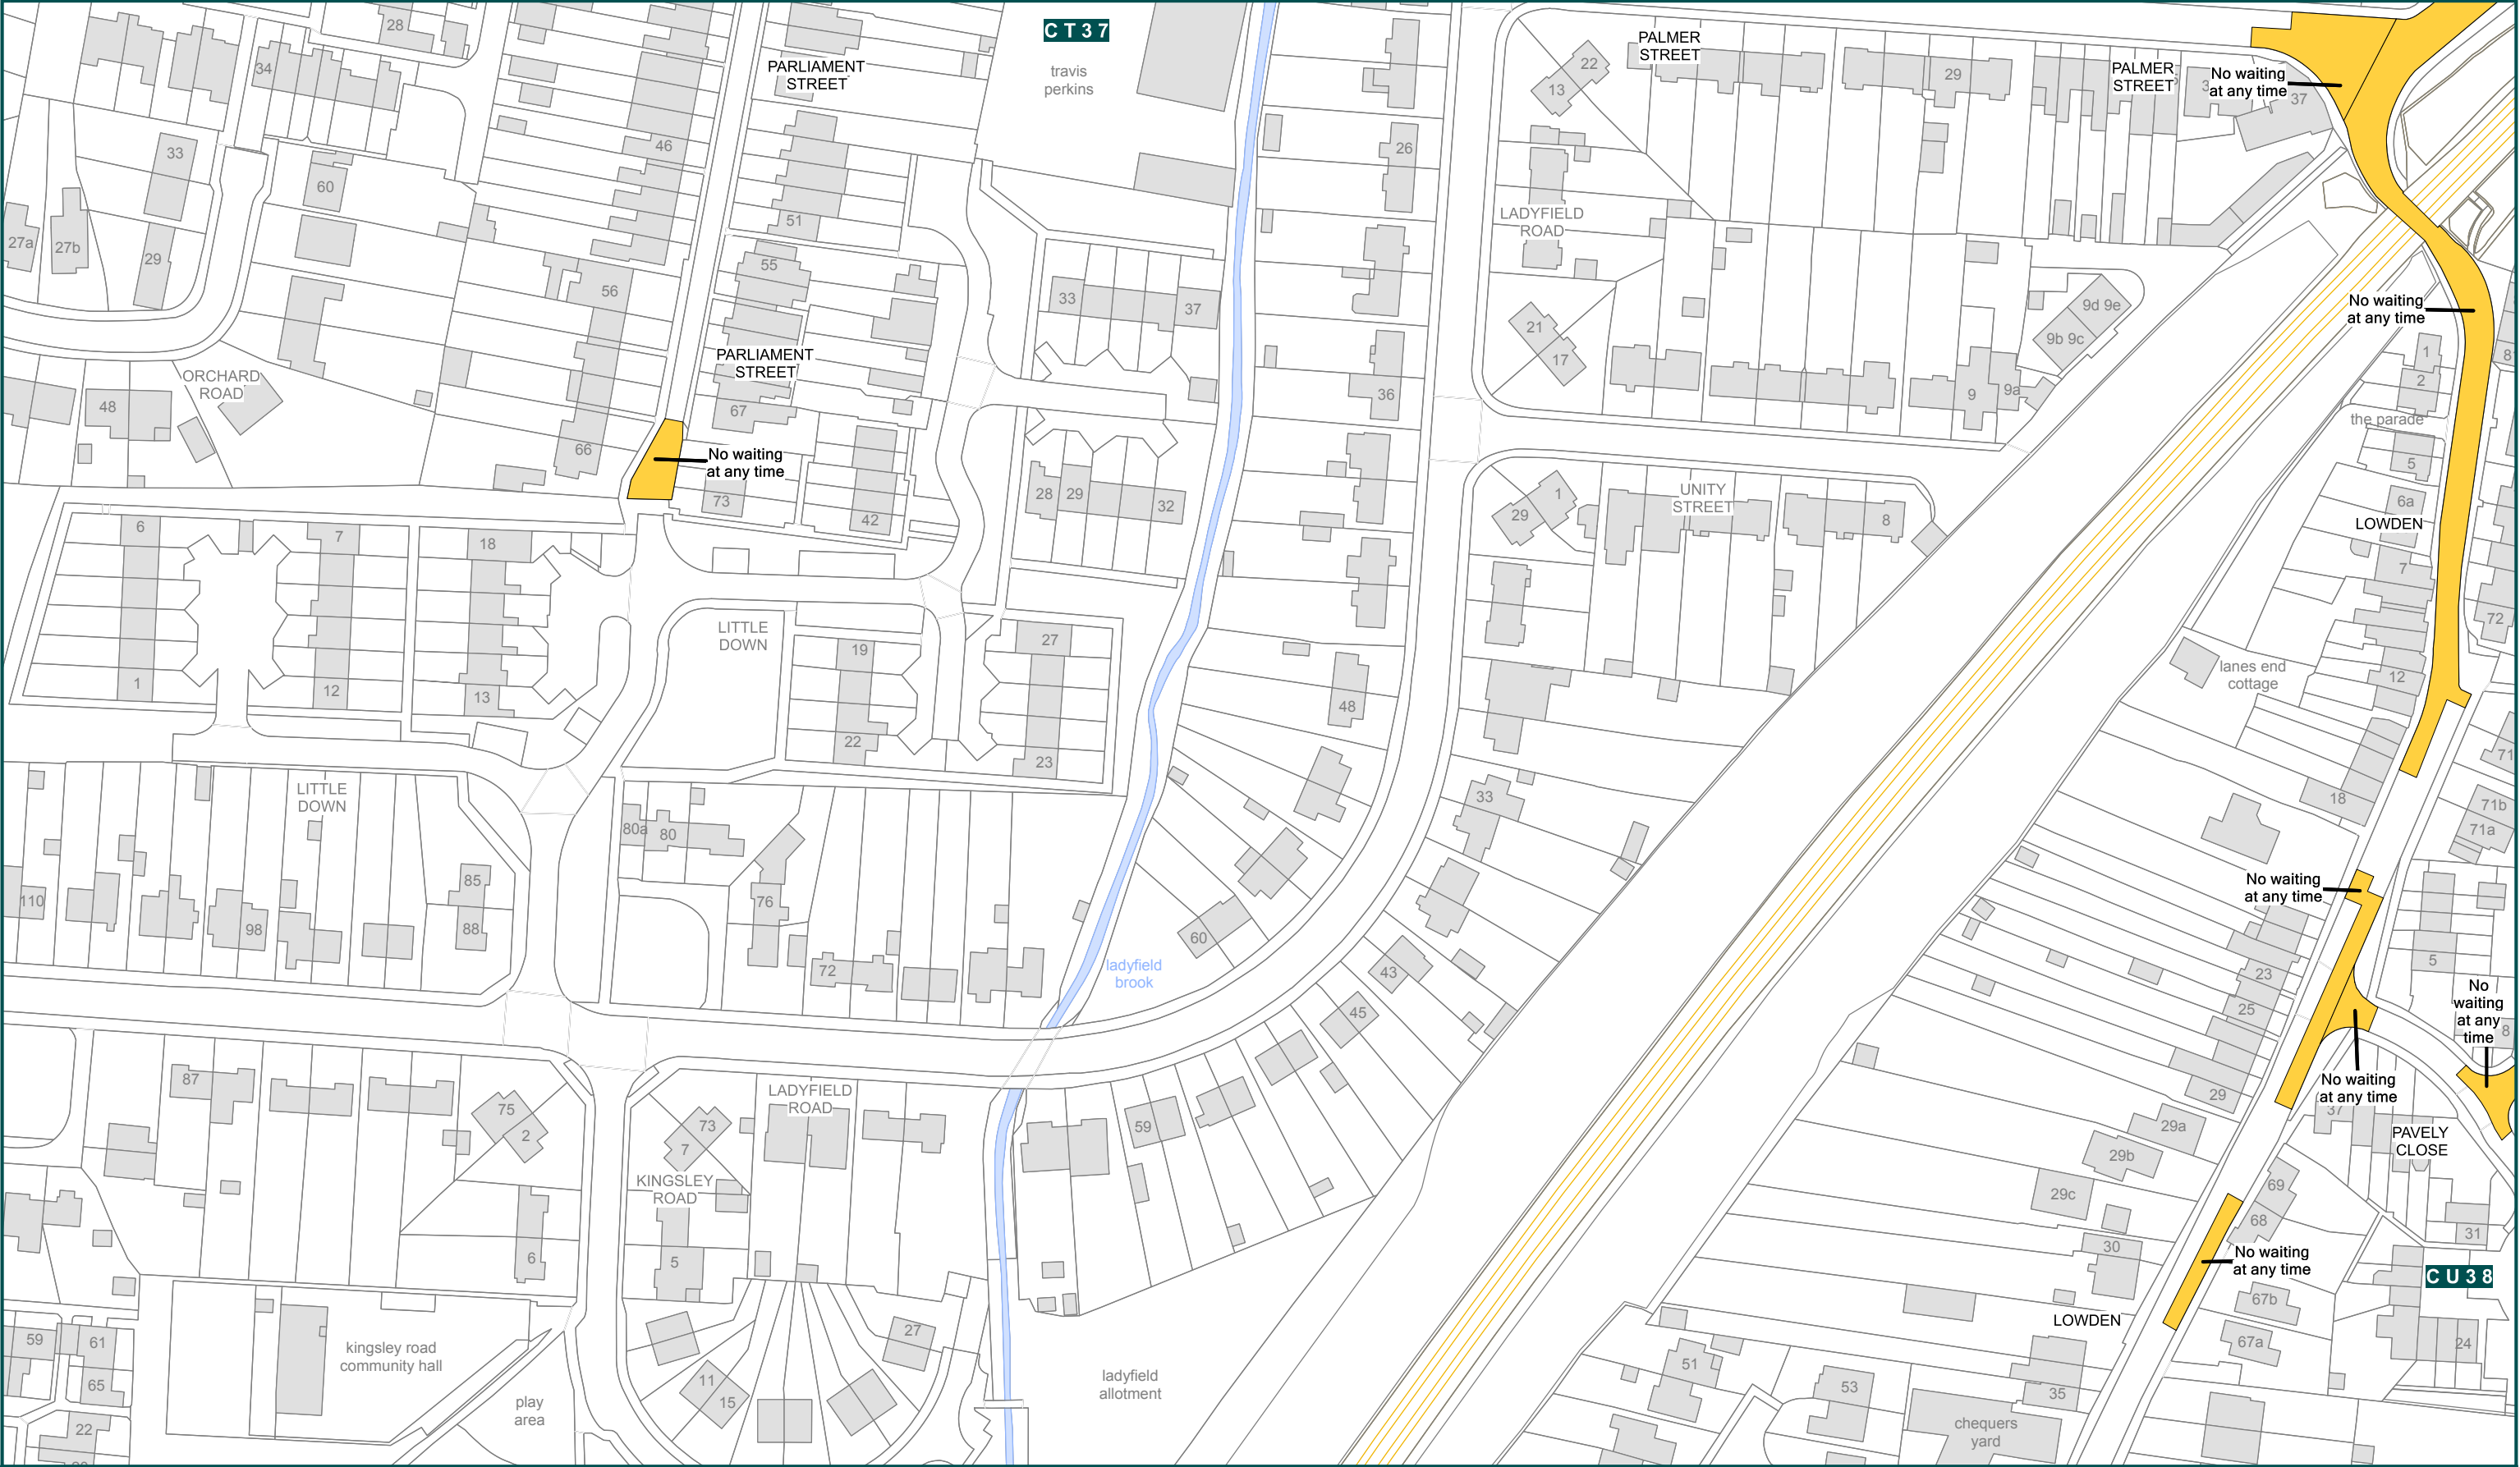 28
CT37
travis
perkins
PARLIAMENT
STREET
34
33
60
46
27a
27b
29
51
55
56
PARLIAMENT
STREET
67
66
ORCHARD
ROAD
48
No waiting
at any time
73
42
33
37
28
29
32
26
36
48
60
22
13
PALMER
STREET
29
PALMER
STREET
37
No waiting
at any time
LADYFIELD
ROAD
21
17
9
9a
9d 9e
9b 9c
No waiting
at any time
1
2
8
the parade
5
6a
LOWDEN
7
72
12
lanes end
cottage
18
71
71b
71a
1
29
UNITY
STREET
8
33
43
45
59
6
1
7
12
18
13
LITTLE
DOWN
19
22
27
23
LITTLE
DOWN
110
98
85
88
80a
80
76
72
ladyfield
brook
87
75
2
6
73
7
KINGSLEY
ROAD
5
LADYFIELD
ROAD
11
15
27
59
61
65
22
kingsley road
community hall
play
area
ladyfield
allotment
No waiting
at any time
23
25
29
5
8
No
waiting
at any
time
No waiting
at any time
37
PAVELY
CLOSE
29a
29b
29c
30
69
68
31
No waiting
at any time
CU38
67b
67a
24
LOWDEN
51
53
35
chequers
yard